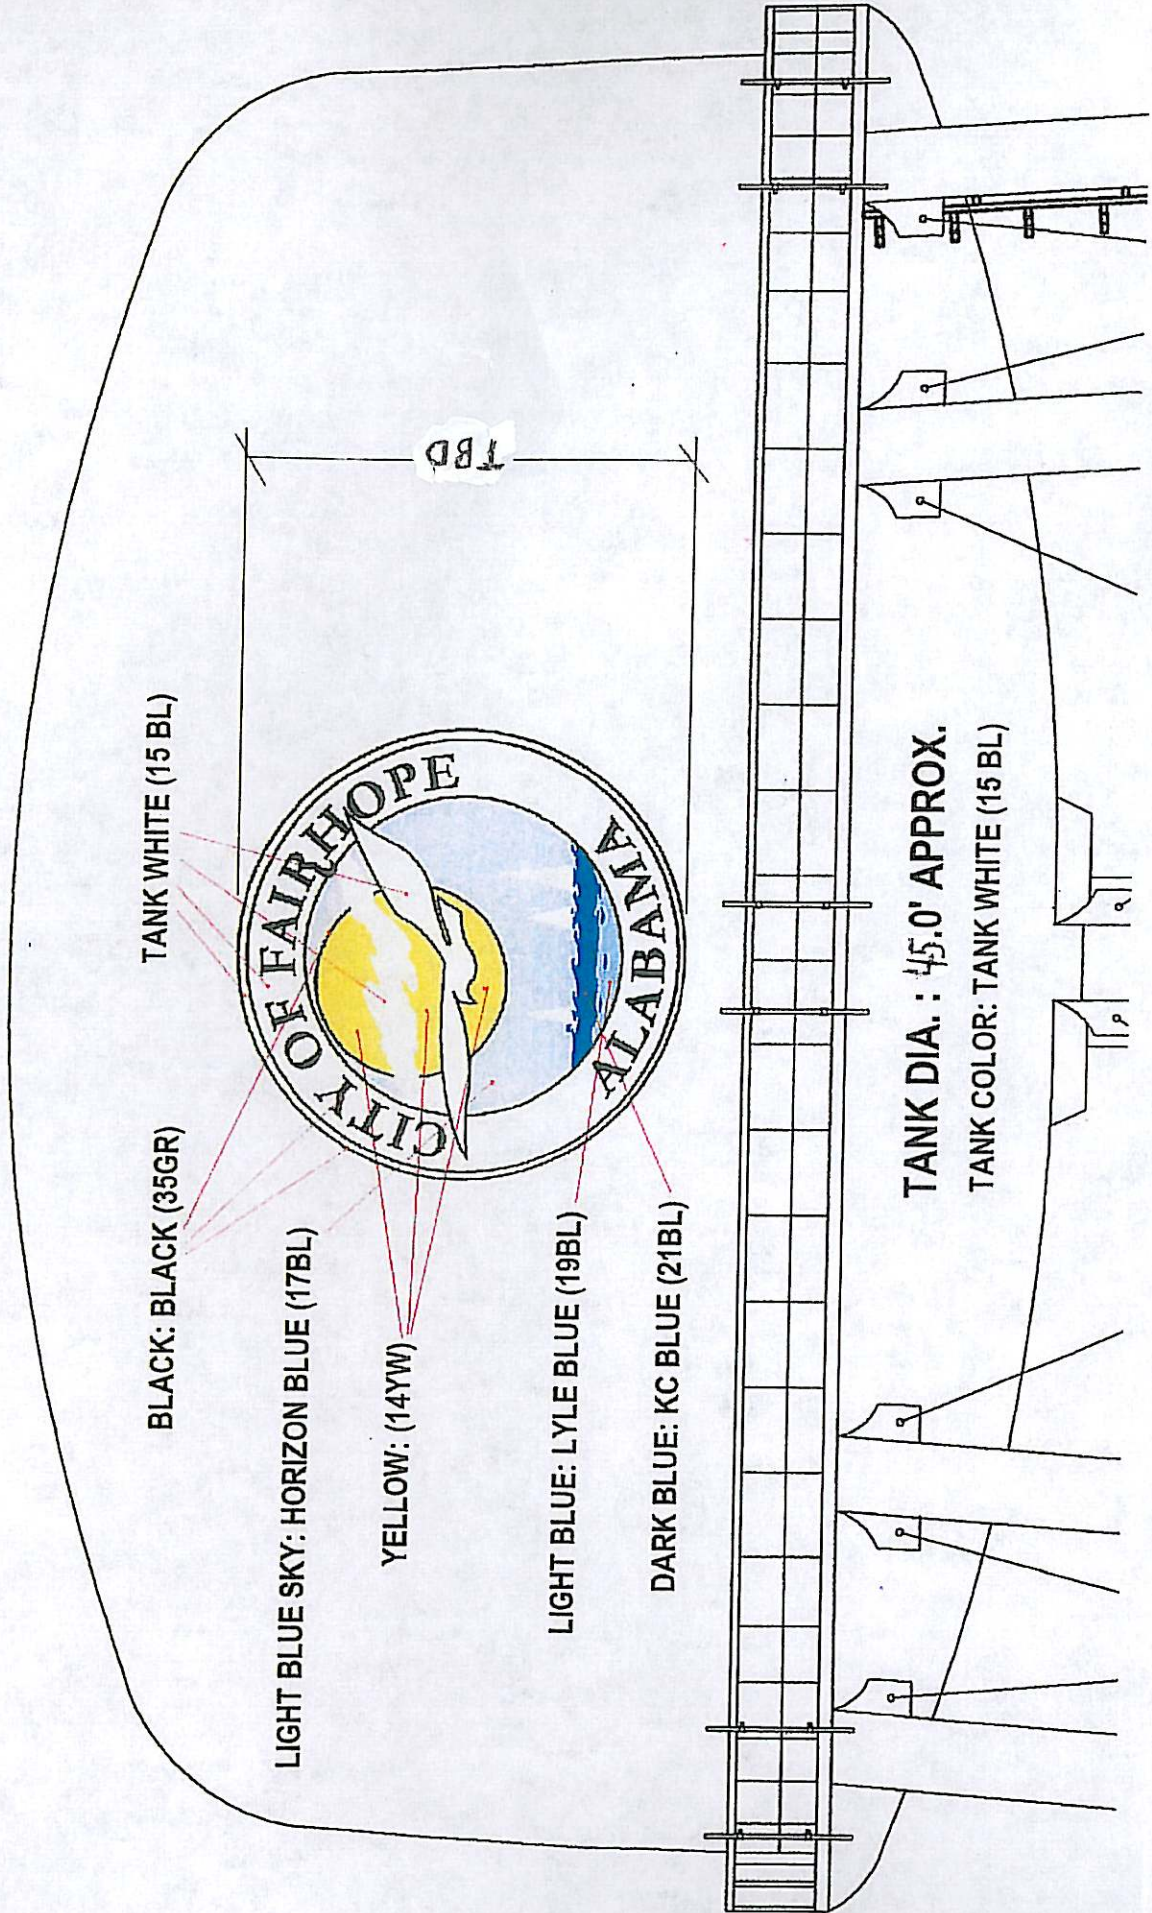 TANK WHITE (15 BL)
BLACK: BLACK (35GR)
LIGHT BLUE SKY: HORIZON BLUE (17BL)
YELLOW: (14YW)
LIGHT BLUE: LYLE BLUE (19BL)
DARK BLUE: KC BLUE (21BL)
CITY OF FAIRHOPE
ALABAMA
TBD
TANK DIA. : 45.0' APPROX.
TANK COLOR: TANK WHITE (15 BL)